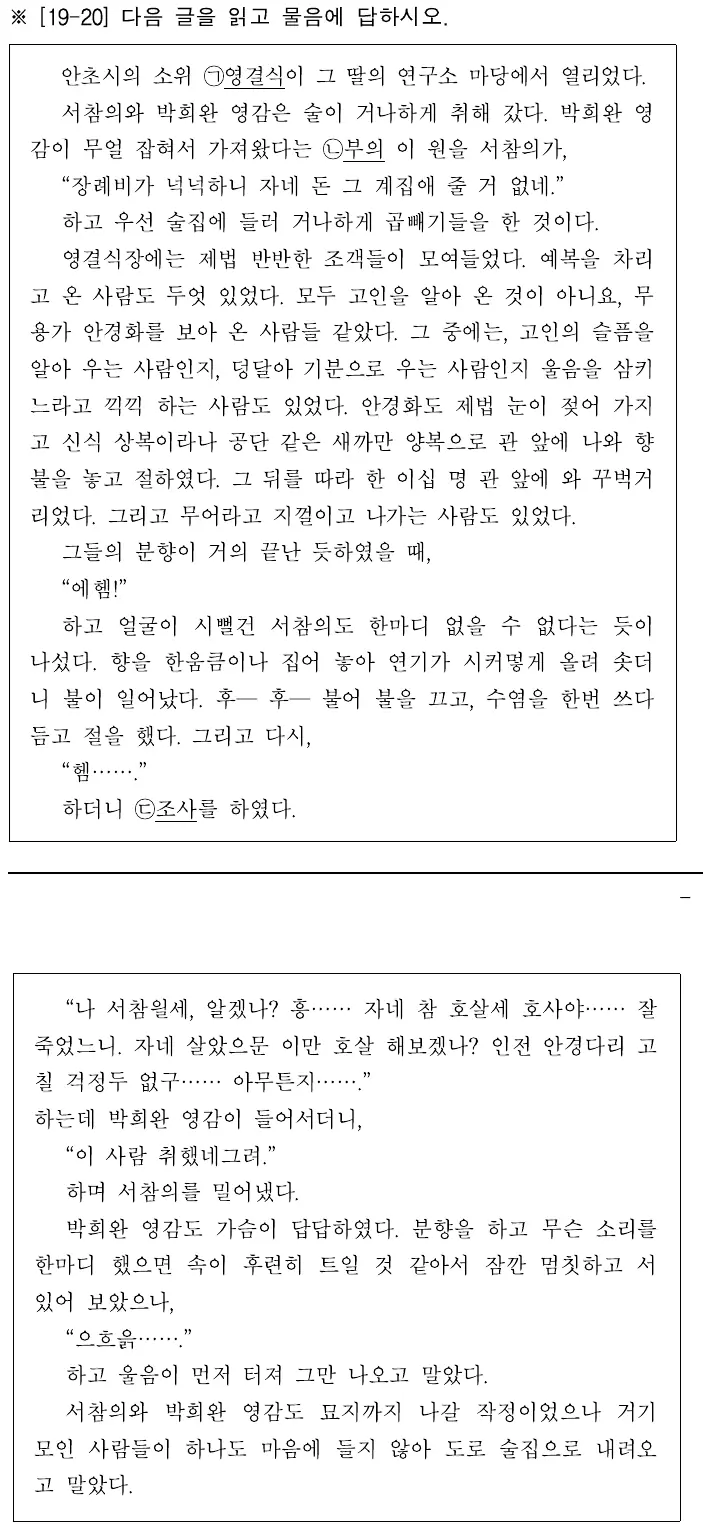 ※ [19-20] 다음 글을 읽고 물음에 답하시오.
안초시의 소위 ㉠영결식이 그 딸의 연구소 마당에서 열리었다.
서참의와 박희완 영감은 술이 거나하게 취해 갔다. 박희완 영
감이 무얼 잡혀서 가져왔다는 ㉡부의 이 원을 서참의가,
“장례비가 넉넉하니 자네 돈 그 계집애 줄 거 없네.”
하고 우선 술집에 들러 거나하게 곱빼기들을 한 것이다.
영결식장에는 제법 반반한 조객들이 모여들었다. 예복을 차리
고 온 사람도 두엇 있었다. 모두 고인을 알아 온 것이 아니요, 무
용가 안경화를 보아 온 사람들 같았다. 그 중에는, 고인의 슬픔을
알아 우는 사람인지, 덩달아 기분으로 우는 사람인지 울음을 삼키
느라고 끽끽 하는 사람도 있었다. 안경화도 제법 눈이 젖어 가지
고 신식 상복이라나 공단 같은 새까만 양복으로 관 앞에 나와 향
불을 놓고 절하였다. 그 뒤를 따라 한 이십 명 관 앞에 와 꾸벅거
리었다. 그리고 무어라고 지껄이고 나가는 사람도 있었다.
그들의 분향이 거의 끝난 듯하였을 때,
“에헴!”
하고 얼굴이 시뻘건 서참의도 한마디 없을 수 없다는 듯이
나섰다. 향을 한움큼이나 집어 놓아 연기가 시커멓게 올려 솟더
니 불이 일어났다. 후― 후― 불어 불을 끄고, 수염을 한번 쓰다
듬고 절을 했다. 그리고 다시,
“헴…….”
하더니 ㉢조사를 하였다.
–
“나 서참윌세, 알겠나? 흥…… 자네 참 호살세 호사야…… 잘
죽었느니. 자네 살았으문 이만 호살 해보겠나? 인전 안경다리 고
칠 걱정두 없구…… 아무튼지…….”
하는데 박희완 영감이 들어서더니,
“이 사람 취했네그려.”
하며 서참의를 밀어냈다.
박희완 영감도 가슴이 답답하였다. 분향을 하고 무슨 소리를
한마디 했으면 속이 후련히 트일 것 같아서 잠깐 멈칫하고 서
있어 보았으나,
“으흐윽…….”
하고 울음이 먼저 터져 그만 나오고 말았다.
서참의와 박희완 영감도 묘지까지 나갈 작정이었으나 거기
모인 사람들이 하나도 마음에 들지 않아 도로 술집으로 내려오
고 말았다.